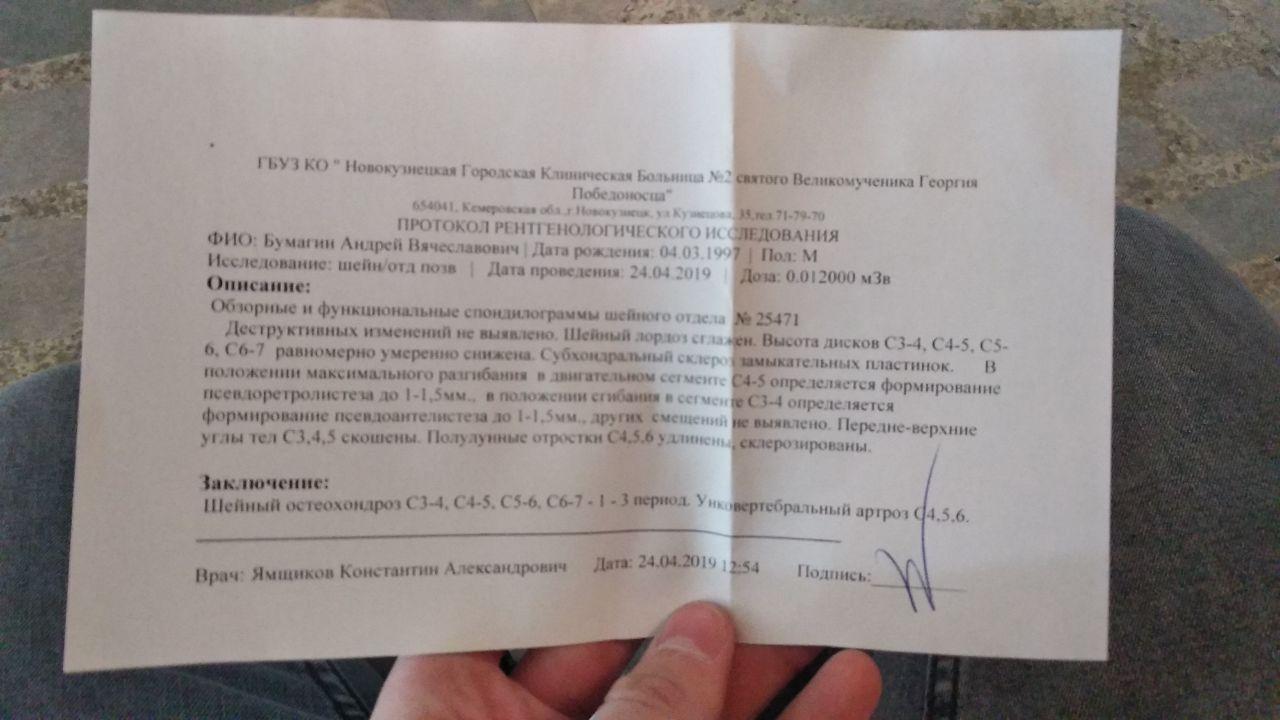 ГБУЗ КО " Новокузнецкая Городская Клиническая Больница №2 святого Великомученика Георгия
Победоносца"
654041, Кемеровская обл.,г.Новокузнецк, ул Кузнецова, 35,тел 71-79-70
ПРОТОКОЛ РЕНТГЕНОЛОГИЧЕСКОГО ИССЛЕДОВАНИЯ
ФИО: Бумагин Андрей Вячеславович | Дата рождения: 04.03.1997 | Пол: М
Исследование: шейн/отд позв | Дата проведения: 24.04.2019 | Доза: 0.012000 мЗв
Описание:
Обзорные и функциональные спондилограммы шейного отдела № 25471
Деструктивных изменений не выявлено. Шейный лордоз сглажен. Высота дисков С3-4, С4-5, С5-
6, С6-7 равномерно умеренно снижена. Субхондральный склероз замыкательных пластинок. В
положении максимального разгибания в двигательном сегменте С4-5 определяется формирование
псевдоретролистеза до 1-1,5мм., в положении сгибания в сегменте С3-4 определяется
формирование псевдоантелистеза до 1-1,5мм., других смещений не выявлено. Передне-верхние
углы тел С3,4,5 скошены. Полулунные отростки С4,5,6 удлинены, склерозированы.
Заключение:
Шейный остеохондроз С3-4, С4-5, С5-6, С6-7 - 1 - 3 период. Унковертебральный артроз С4,5,6.
Врач: Ямщиков Константин Александрович Дата: 24.04.2019 12:54 Подпись: